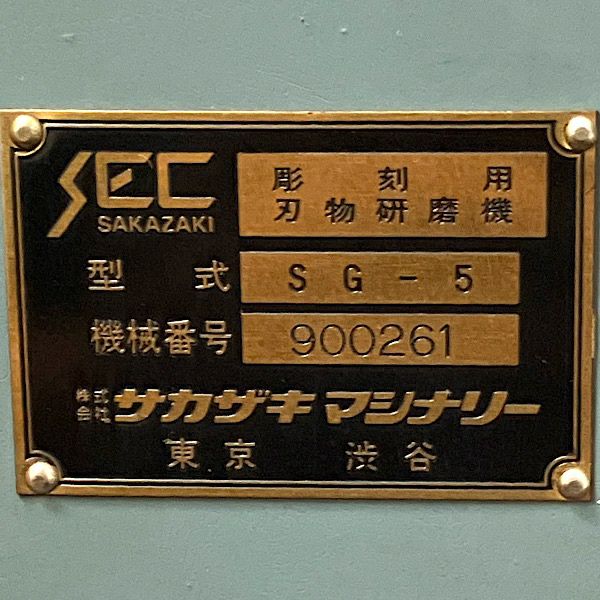 SEC
SAKAZAKI
彫刻用
刃物研磨機
型式 SG-5
機械番号 900261
株式会社 サカザキマシナリー
東京 渋谷